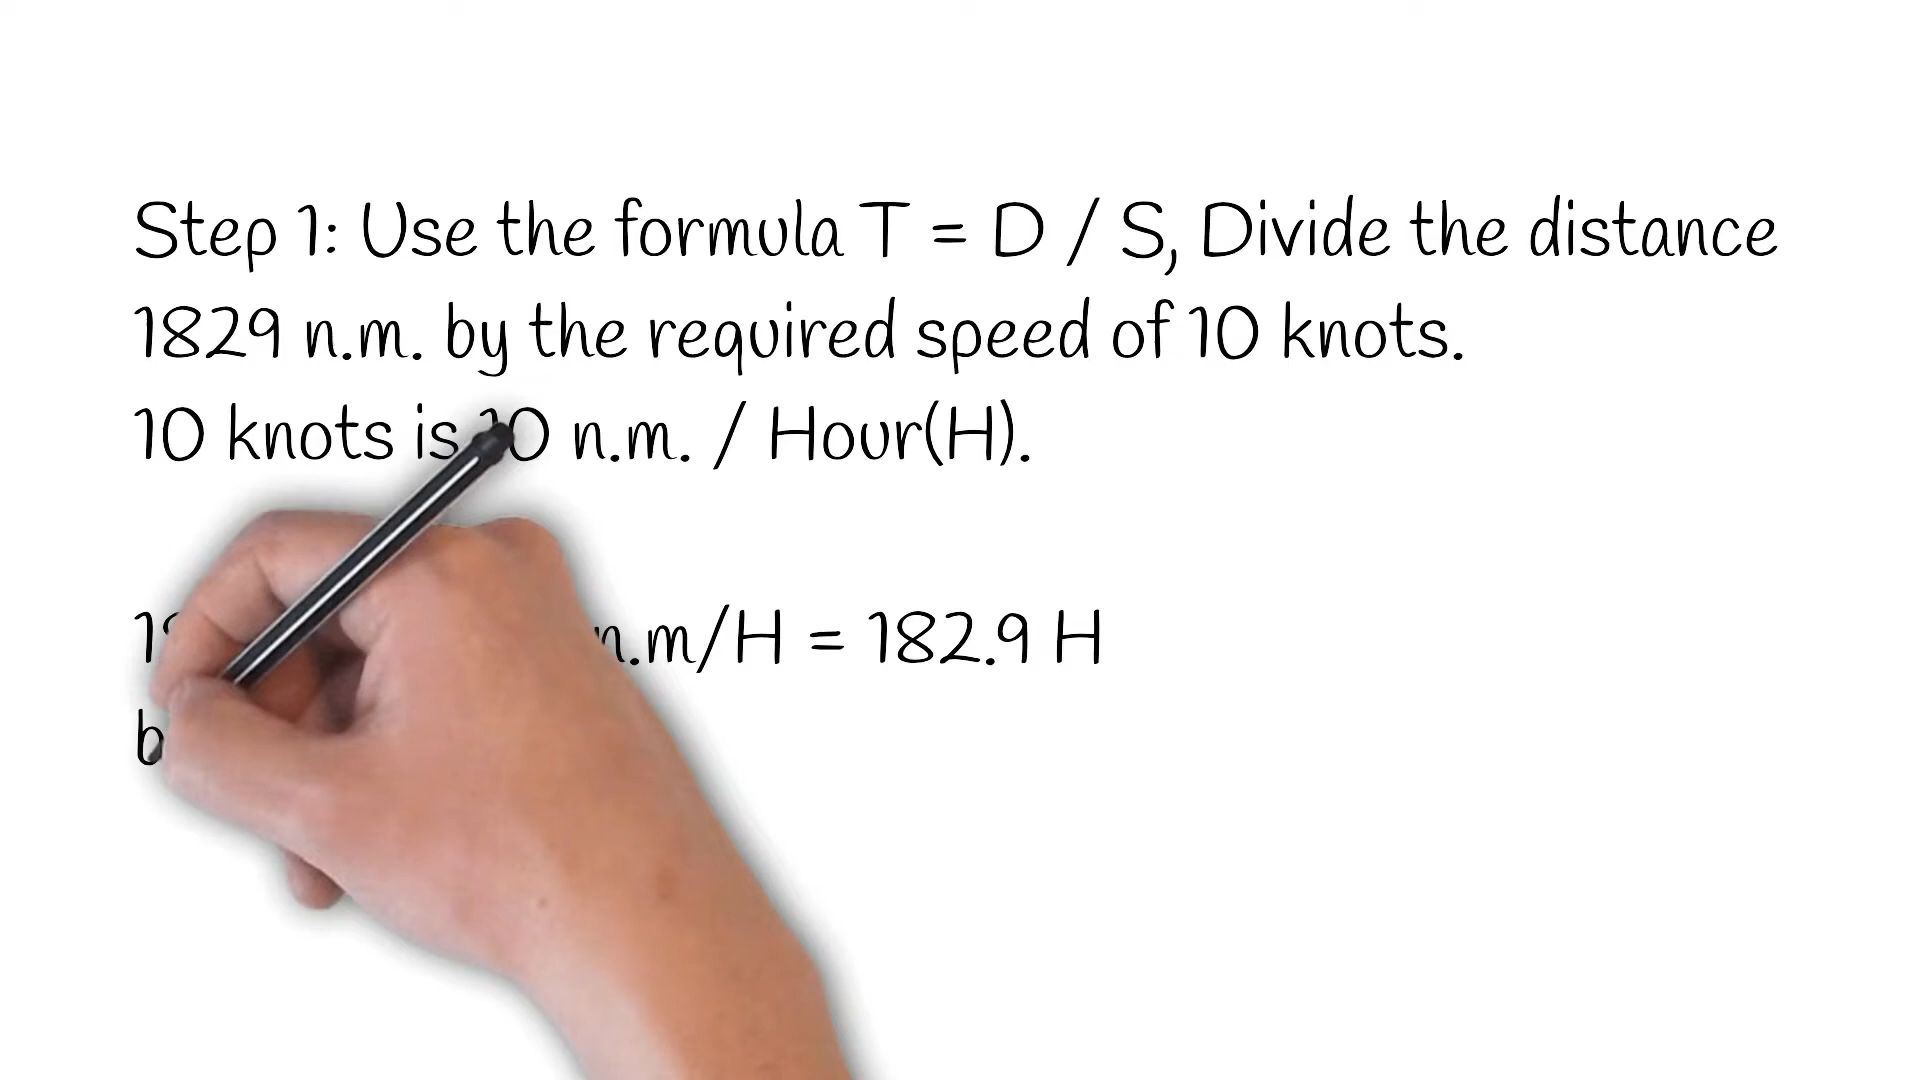 Step 1: Use the formula T = D / S, Divide the distance
1829 n.m. by the required speed of 10 knots.
10 knots is 10 n.m. / Hour(H).
n.m/H = 182.9 H
b